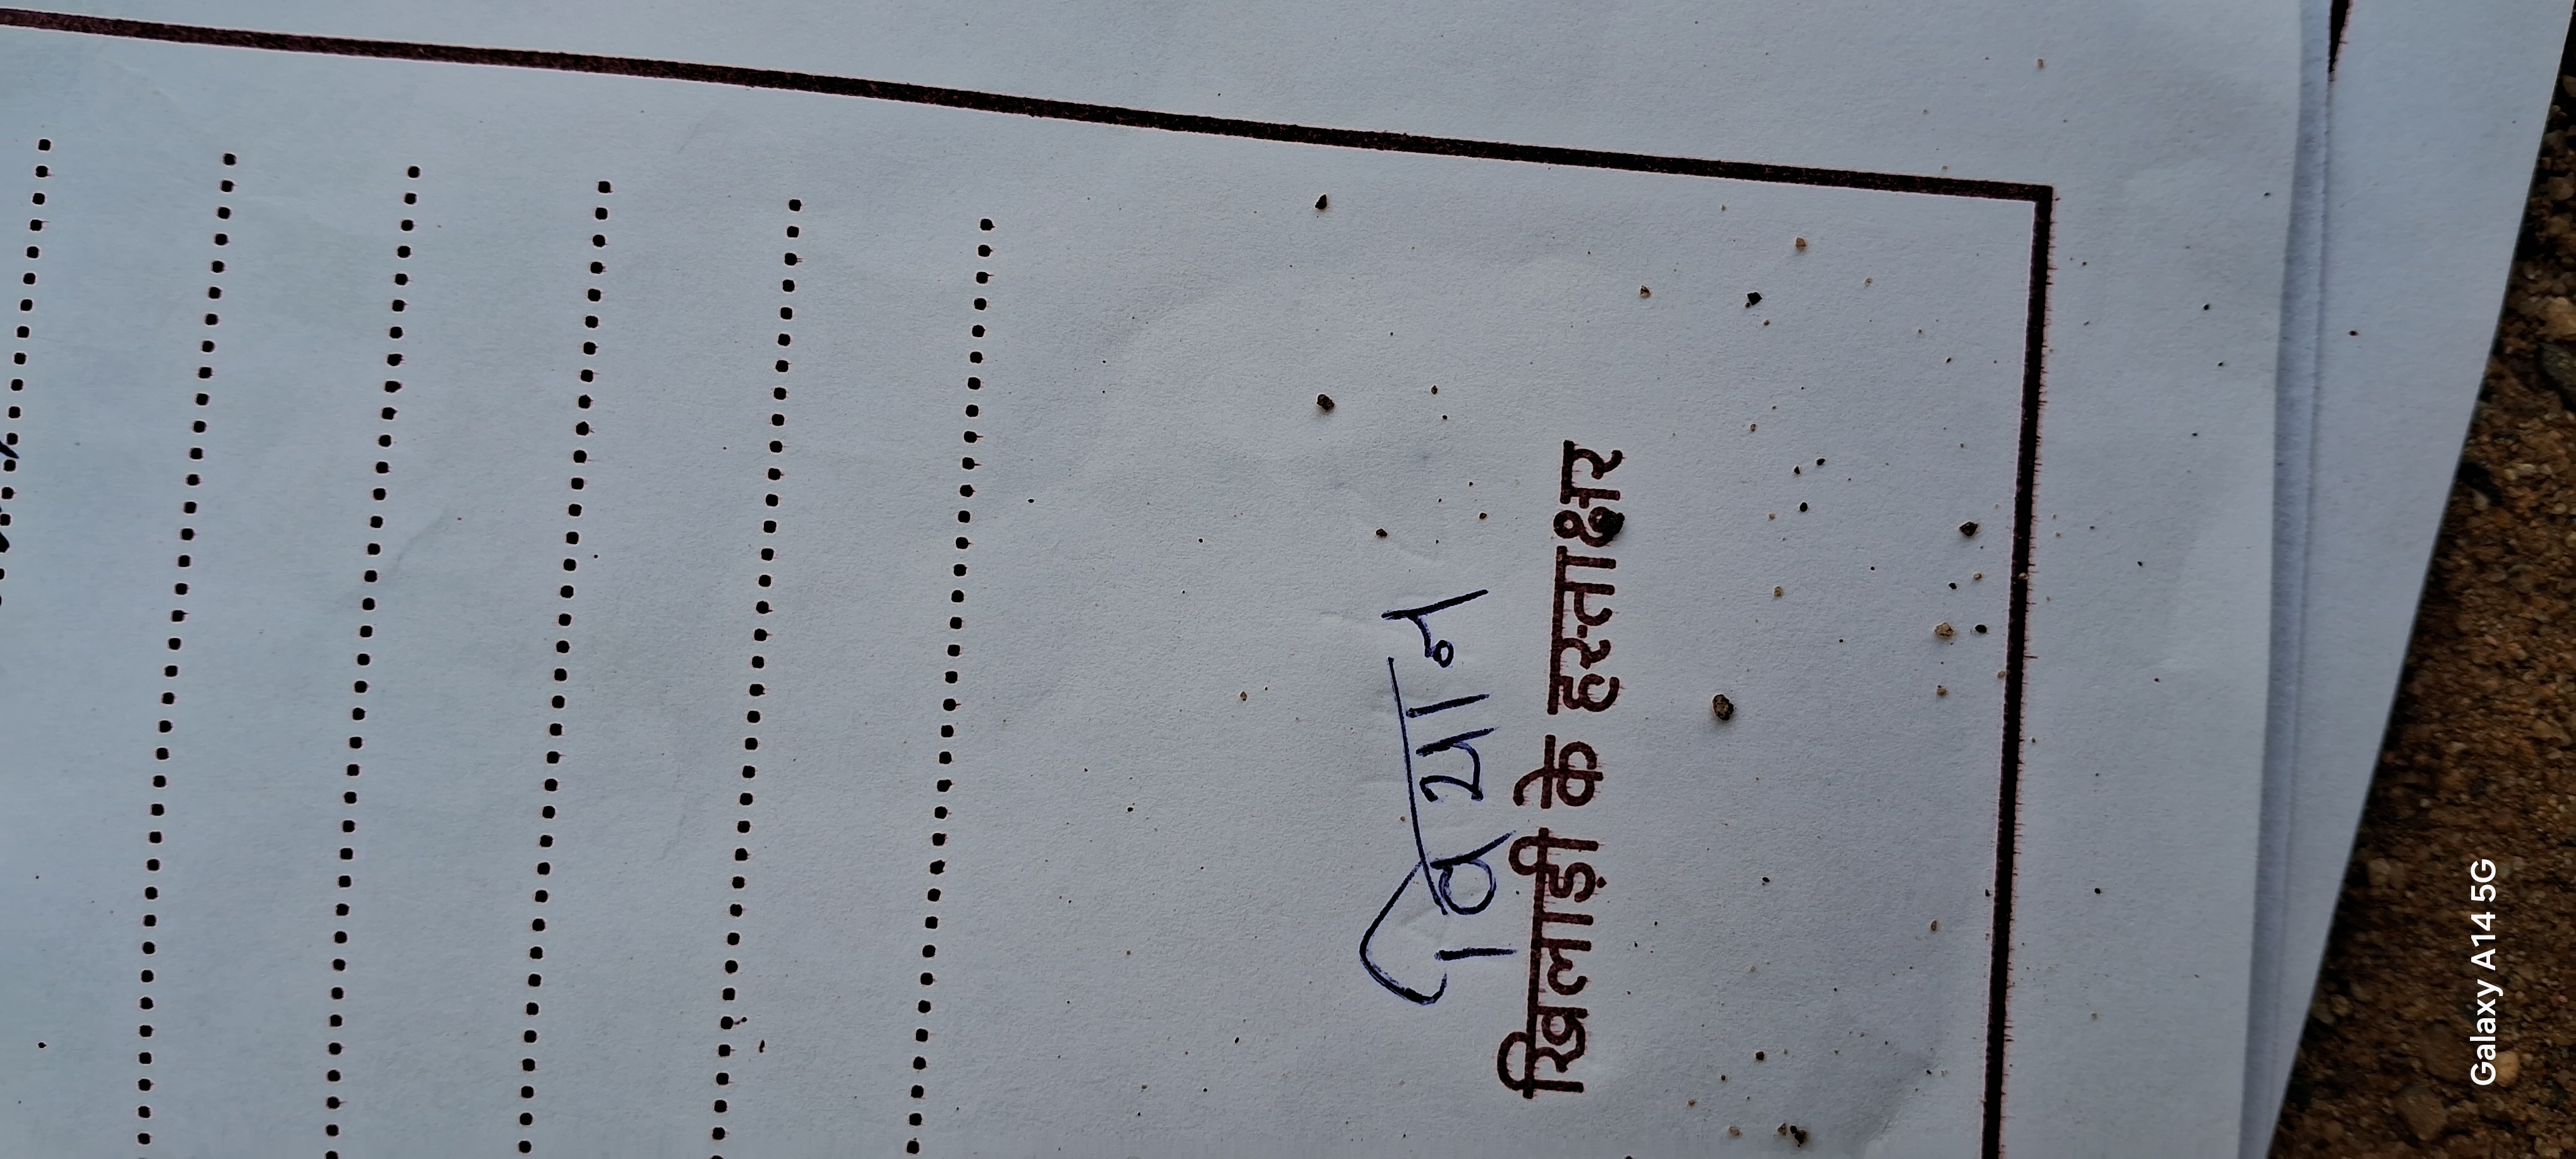 वियान
खिलाड़ी के हस्ताक्षर
Galaxy A14 5G